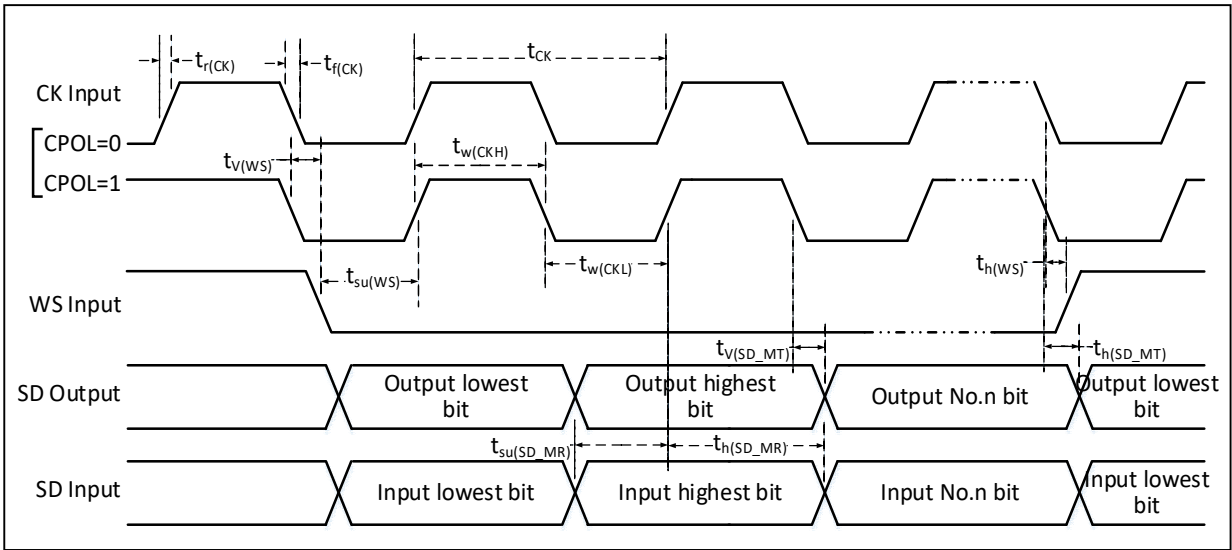 tr(CK)
tf(CK)
tCK
CK Input
CPOL=0
CPOL=1
tV(WS)
tw(CKH)
tsu(WS)
tw(CKL)
th(WS)
WS Input
tV(SD_MT)
th(SD_MT)
SD Output
Output lowest
bit
Output highest
bit
Output No.n bit
Output lowest
bit
tsu(SD_MR)
th(SD_MR)
SD Input
Input lowest bit
Input highest bit
Input No.n bit
Input lowest
bit